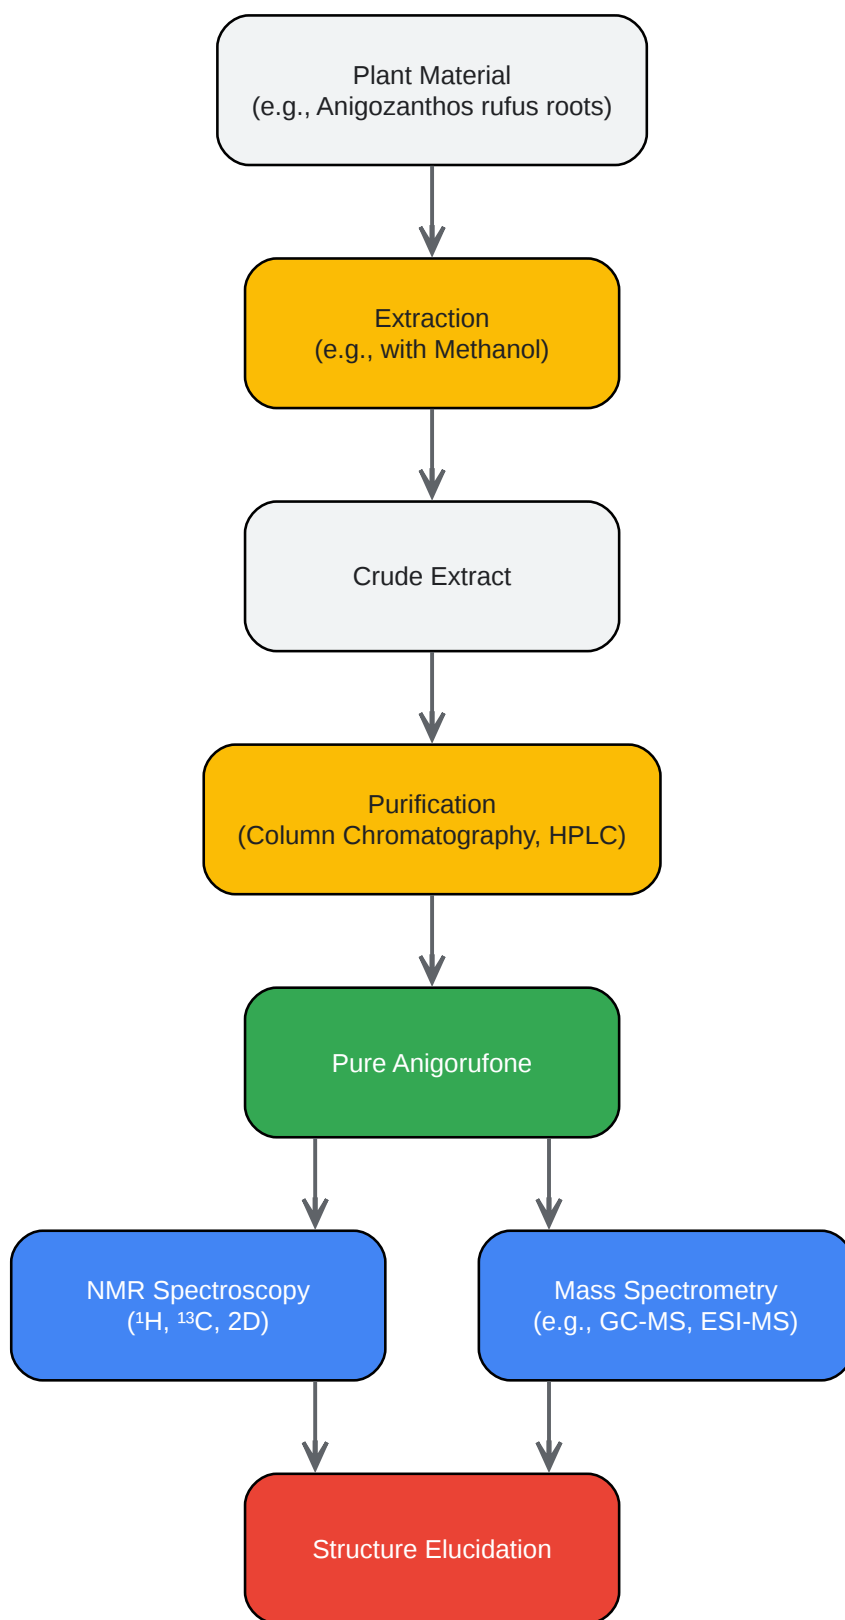 Plant Material
(e.g., Anigozanthos rufus roots)
Extraction
(e.g., with Methanol)
Crude Extract
Purification
(Column Chromatography, HPLC)
Pure Anigorufone
NMR Spectroscopy
(¹H, ¹³C, 2D)
Mass Spectrometry
(e.g., GC-MS, ESI-MS)
Structure Elucidation